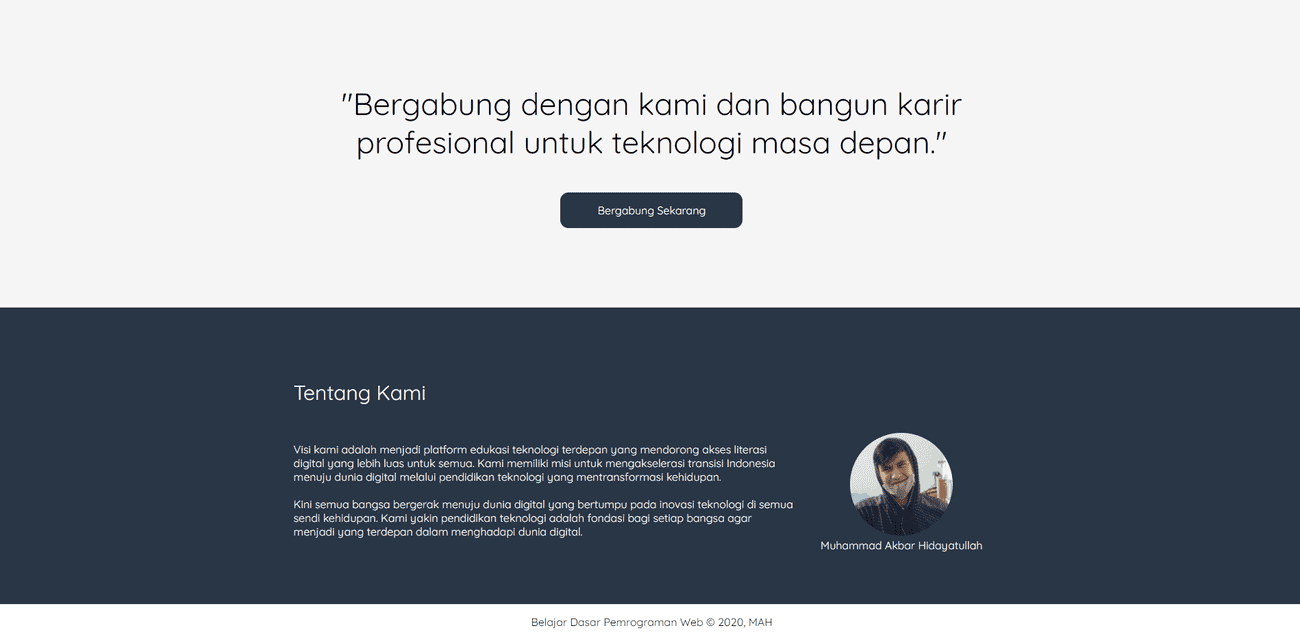 "Bergabung dengan kami dan bangun karir
profesional untuk teknologi masa depan."
Bergabung Sekarang
Tentang Kami
Visi kami adalah menjadi platform edukasi teknologi terdepan yang mendorong akses literasi
digital yang lebih luas untuk semua. Kami memiliki misi untuk mengakselerasi transisi Indonesia
menuju dunia digital melalui pendidikan teknologi yang mentransformasi kehidupan.
Kini semua bangsa bergerak menuju dunia digital yang bertumpu pada inovasi teknologi di semua
sendi kehidupan. Kami yakin pendidikan teknologi adalah fondasi bagi setiap bangsa agar
menjadi yang terdepan dalam menghadapi dunia digital.
Muhammad Akbar Hidayatullah
Belajar Dasar Pemrograman Web © 2020, MAH